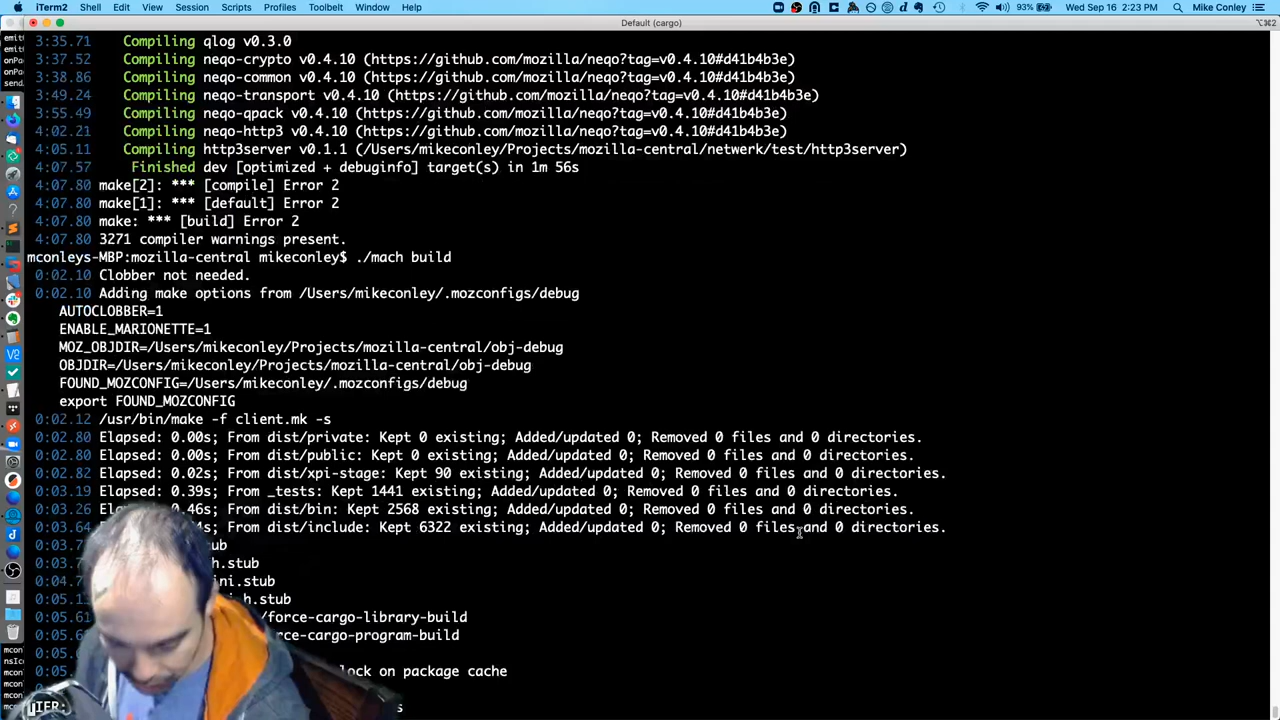 iTerm2 Shell Edit View Session Scripts Profiles Toolbelt Window Help 93% Wed Sep 16 2:23 PM Mike Conley
Default (cargo)
⌥⌘2
3:35.71 Compiling qlog v0.3.0
3:37.52 Compiling neqo-crypto v0.4.10 (https://github.com/mozilla/neqo?tag=v0.4.10#d41b4b3e)
3:38.86 Compiling neqo-common v0.4.10 (https://github.com/mozilla/neqo?tag=v0.4.10#d41b4b3e)
3:49.24 Compiling neqo-transport v0.4.10 (https://github.com/mozilla/neqo?tag=v0.4.10#d41b4b3e)
3:55.49 Compiling neqo-qpack v0.4.10 (https://github.com/mozilla/neqo?tag=v0.4.10#d41b4b3e)
4:02.21 Compiling neqo-http3 v0.4.10 (https://github.com/mozilla/neqo?tag=v0.4.10#d41b4b3e)
4:05.11 Compiling http3server v0.1.1 (/Users/mikeconley/Projects/mozilla-central/netwerk/test/http3server)
4:07.57 Finished dev [optimized + debuginfo] target(s) in 1m 56s
4:07.80 make[2]: *** [compile] Error 2
4:07.80 make[1]: *** [default] Error 2
4:07.80 make: *** [build] Error 2
4:07.80 3271 compiler warnings present.
mconleys-MBP:mozilla-central mikeconley$ ./mach build
0:02.10 Clobber not needed.
0:02.10 Adding make options from /Users/mikeconley/.mozconfigs/debug
AUTOCLOBBER=1
ENABLE_MARIONETTE=1
MOZ_OBJDIR=/Users/mikeconley/Projects/mozilla-central/obj-debug
OBJDIR=/Users/mikeconley/Projects/mozilla-central/obj-debug
FOUND_MOZCONFIG=/Users/mikeconley/.mozconfigs/debug
export FOUND_MOZCONFIG
0:02.12 /usr/bin/make -f client.mk -s
0:02.80 Elapsed: 0.00s; From dist/private: Kept 0 existing; Added/updated 0; Removed 0 files and 0 directories.
0:02.80 Elapsed: 0.00s; From dist/public: Kept 0 existing; Added/updated 0; Removed 0 files and 0 directories.
0:02.82 Elapsed: 0.02s; From dist/xpi-stage: Kept 90 existing; Added/updated 0; Removed 0 files and 0 directories.
0:03.19 Elapsed: 0.39s; From _tests: Kept 1441 existing; Added/updated 0; Removed 0 files and 0 directories.
0:03.26 Ela .46s; From dist/bin: Kept 2568 existing; Added/updated 0; Removed 0 files and 0 directories.
0:03.64 4s; From dist/include: Kept 6322 existing; Added/updated 0; Removed 0 files and 0 directories.
0:03.7 ub
0:03.7 h.stub
0:04.7 ini.stub
0:05.1 h.stub
0:05.61 /force-cargo-library-build
0:05.6 rce-cargo-program-build
0:05. lock on package cache
TIER: s